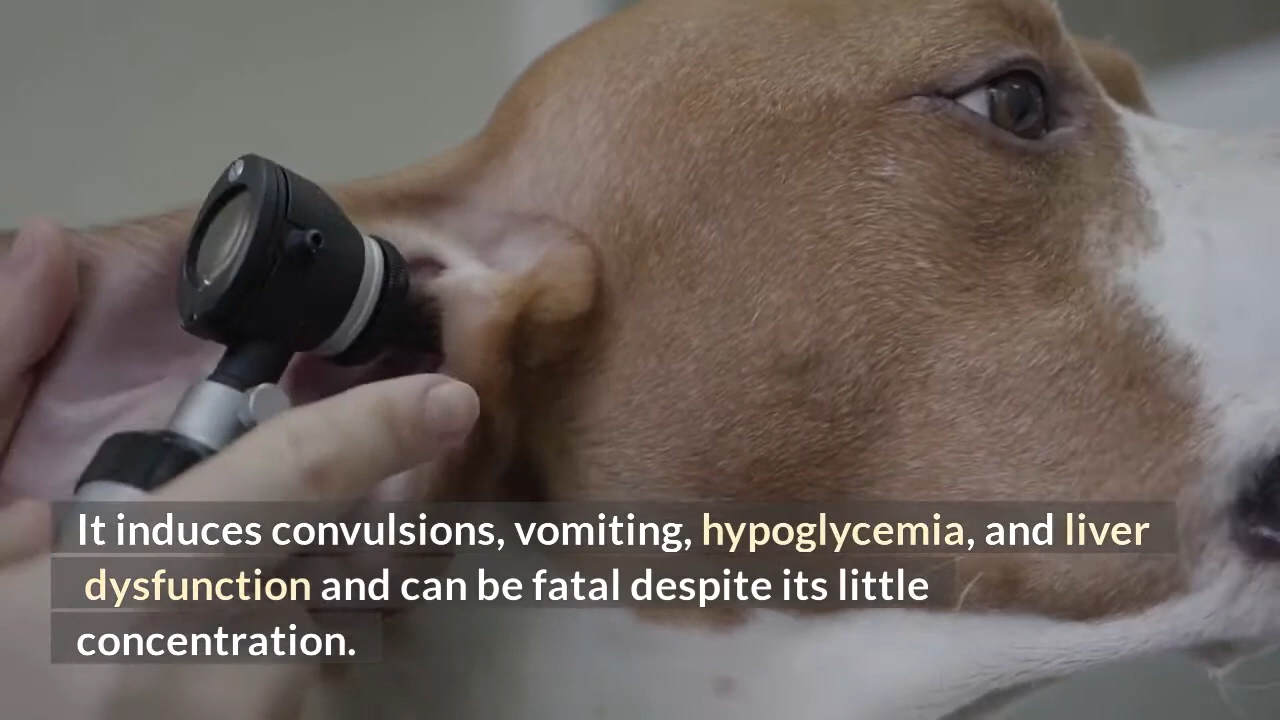 It induces convulsions, vomiting, hypoglycemia, and liver
dysfunction and can be fatal despite its little
concentration.